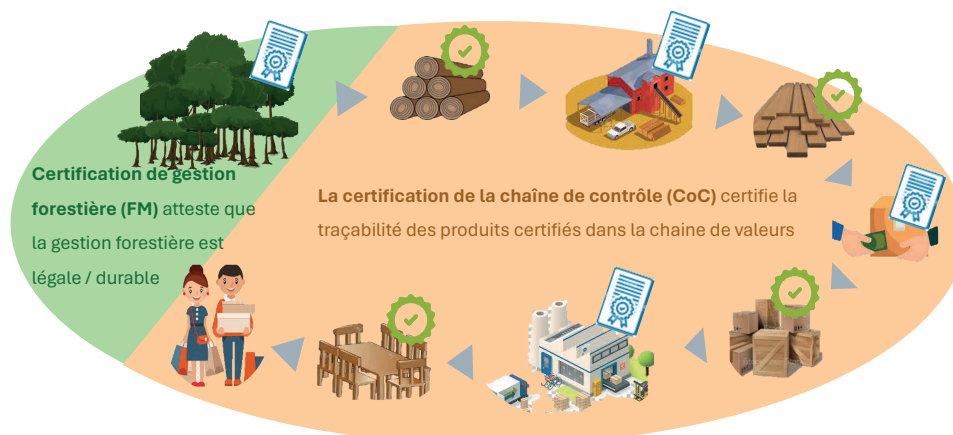 Certification de gestion
forestière (FM) atteste que
la gestion forestière est
légale / durable
La certification de la chaîne de contrôle (CoC) certifie la
traçabilité des produits certifiés dans la chaine de valeurs